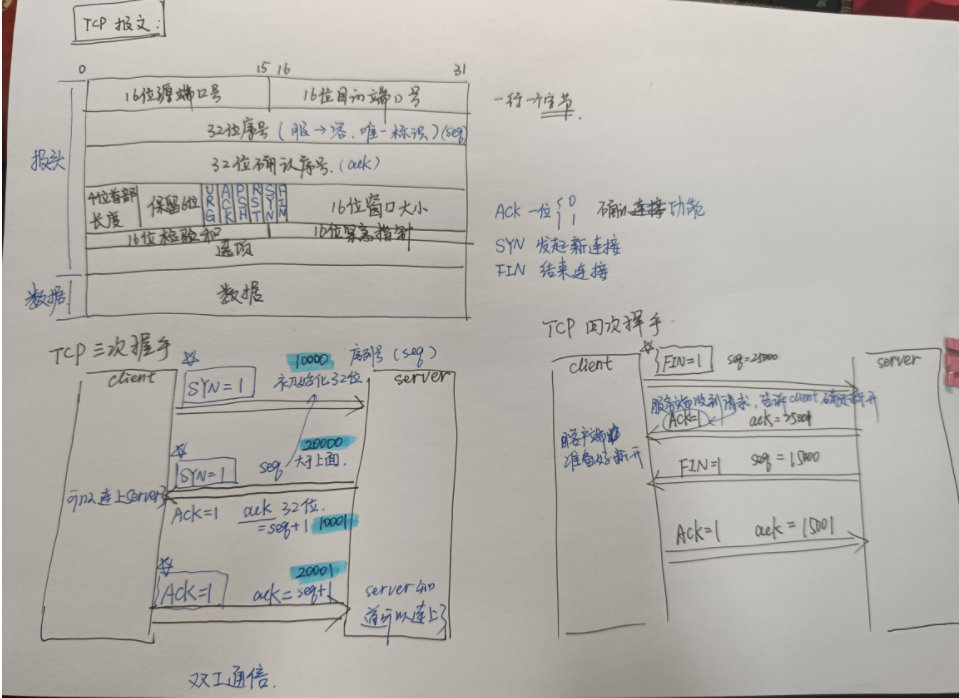 TCP 报文:
0 15 16 31
16位源端口号 16位目的端口号
一行一个字节.
32位序号(服→客.唯一标识)(seq)
报头
32位确认序号.(ack)
4位首部长度 保留6位 URG ACK PSH RST SYN FIN 16位窗口大小
16位检验和 16位紧急指针
选项
数据 数据
ACK 一位{0 1 确认连接功能
SYN 发起新连接
FIN 结束连接
TCP 三次握手
client
server
SYN=1
10000 序列号(seq)
初始化32位
20000
SYN=1 seq 大于上面.
可以连上server了
ACK=1 ack 32位.
=seq+1 10001
20001
ACK=1 ack=seq+1
server知
道可以连上了
双工通信.
TCP 四次挥手.
client
server
FIN=1 seq=25000
服务端收到请求,告诉client确定断开
ACK=1 ack=25001
准备好断开
FIN=1 seq=15000
ACK=1 ack=15001